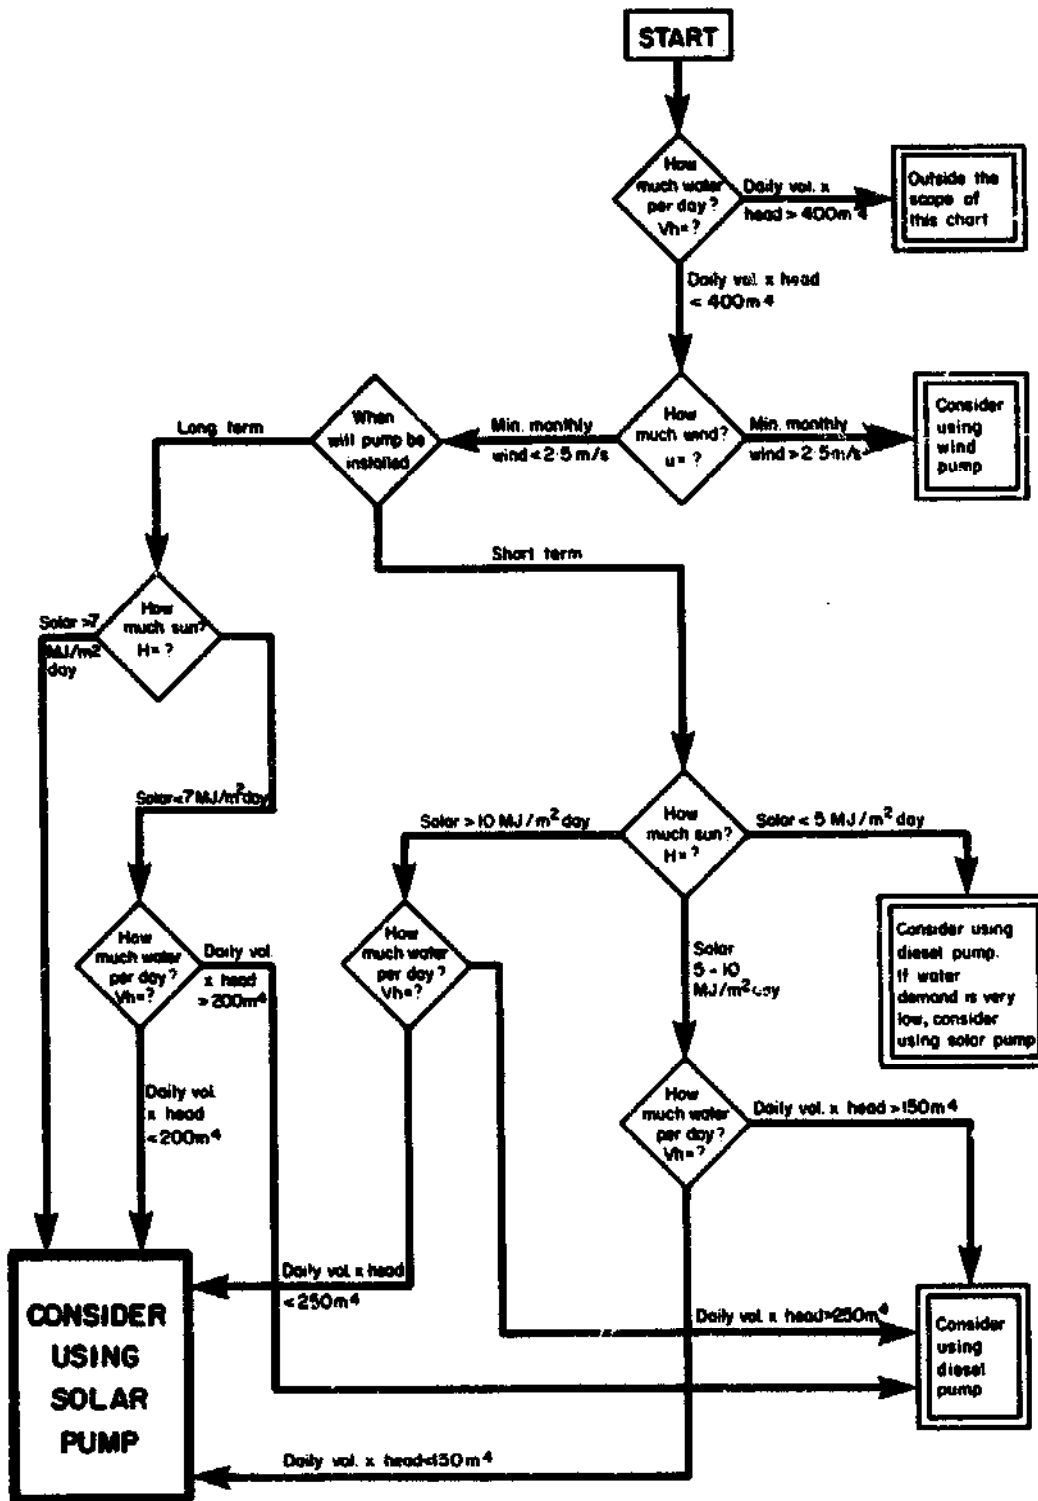 START
How
much water
per day?
Vh=?
Daily vol. x
head > 400m⁴
Outside the
scope of
this chart
Daily vol. x head
< 400m⁴
When
will pump be
installed
Long term
Min. monthly
wind < 2·5 m/s
How
much wind?
u = ?
Min. monthly
wind > 2·5m/s
Consider
using
wind
pump
Short term
How
much sun?
H = ?
Solar >7
MJ/m²
day
Solar<7 MJ/m²day
Solar >10 MJ/m² day
How
much sun?
H = ?
Solar < 5 MJ/m² day
How
much water
per day?
Vh=?
Daily vol.
x head
> 200m⁴
How
much water
per day?
Vh=?
Solar
5 - 10
MJ/m² day
Consider using
diesel pump.
If water
demand is very
low, consider
using solar pump
Daily vol.
x head
< 200m⁴
How
much water
per day?
Vh=?
Daily vol. x head >150m⁴
Daily vol. x head
< 250m⁴
CONSIDER
USING
SOLAR
PUMP
Daily vol. x head>250m⁴
Consider
using
diesel
pump
Daily vol. x head<150m⁴